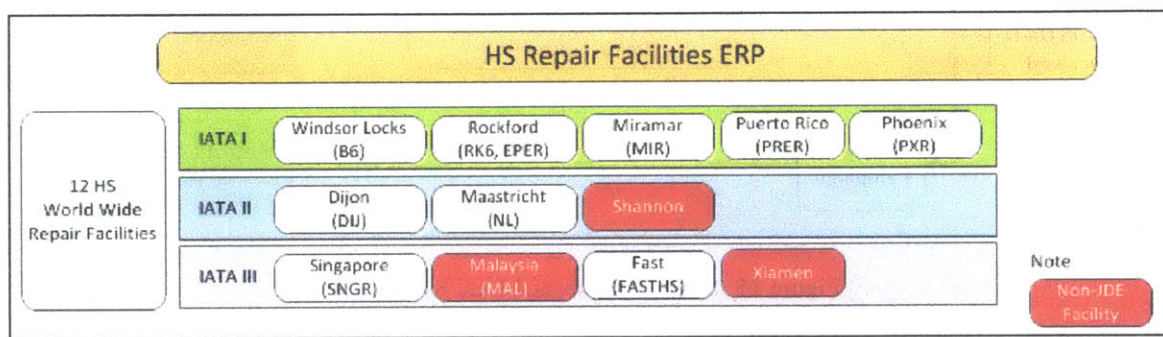 HS Repair Facilities ERP
12 HS
World Wide
Repair Facilities
IATA I
Windsor Locks
(B6)
Rockford
(RK6, EPER)
Miramar
(MIR)
Puerto Rico
(PRER)
Phoenix
(PXR)
IATA II
Dijon
(DIJ)
Maastricht
(NL)
Shannon
IATA III
Singapore
(SNGR)
Malaysia
(MAL)
Fast
(FASTHS)
Xiamen
Note
Non-JDE
Facility